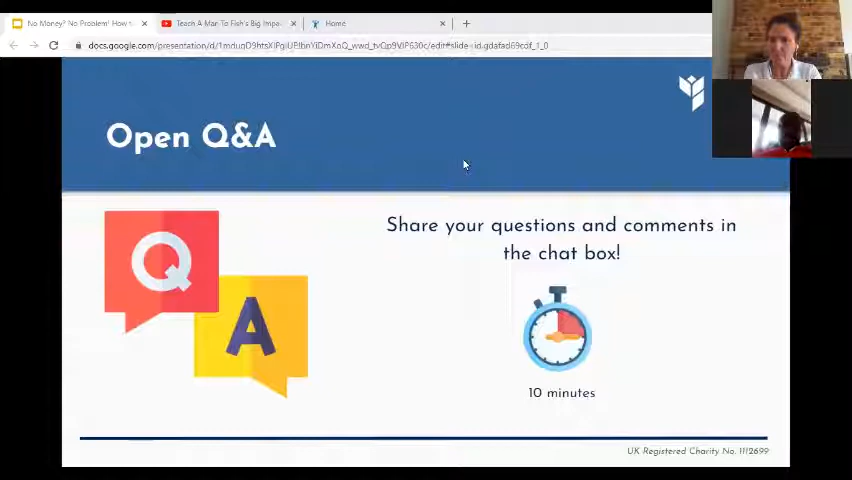 No Money? No Problem! How t
Teach A Man To Fish's Big Impa
Home
Open Q&A
Share your questions and comments in
the chat box!
Q
A
10 minutes
UK Registered Charity No. 1112699